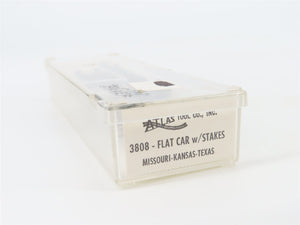 ATLAS TOOL CO., INC.
3808 - FLAT CAR w/STAKES
MISSOURI-KANSAS-TEXAS